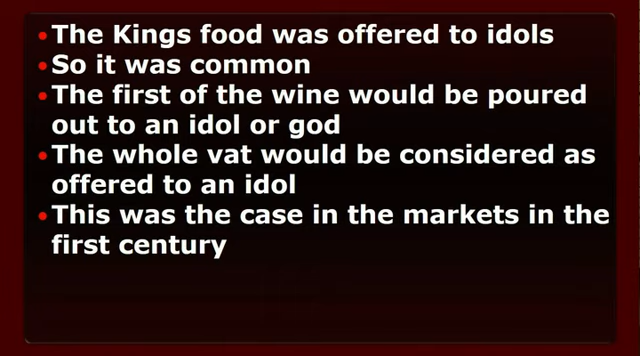 • The Kings food was offered to idols
• So it was common
• The first of the wine would be poured
out to an idol or god
• The whole vat would be considered as
offered to an idol
• This was the case in the markets in the
first century